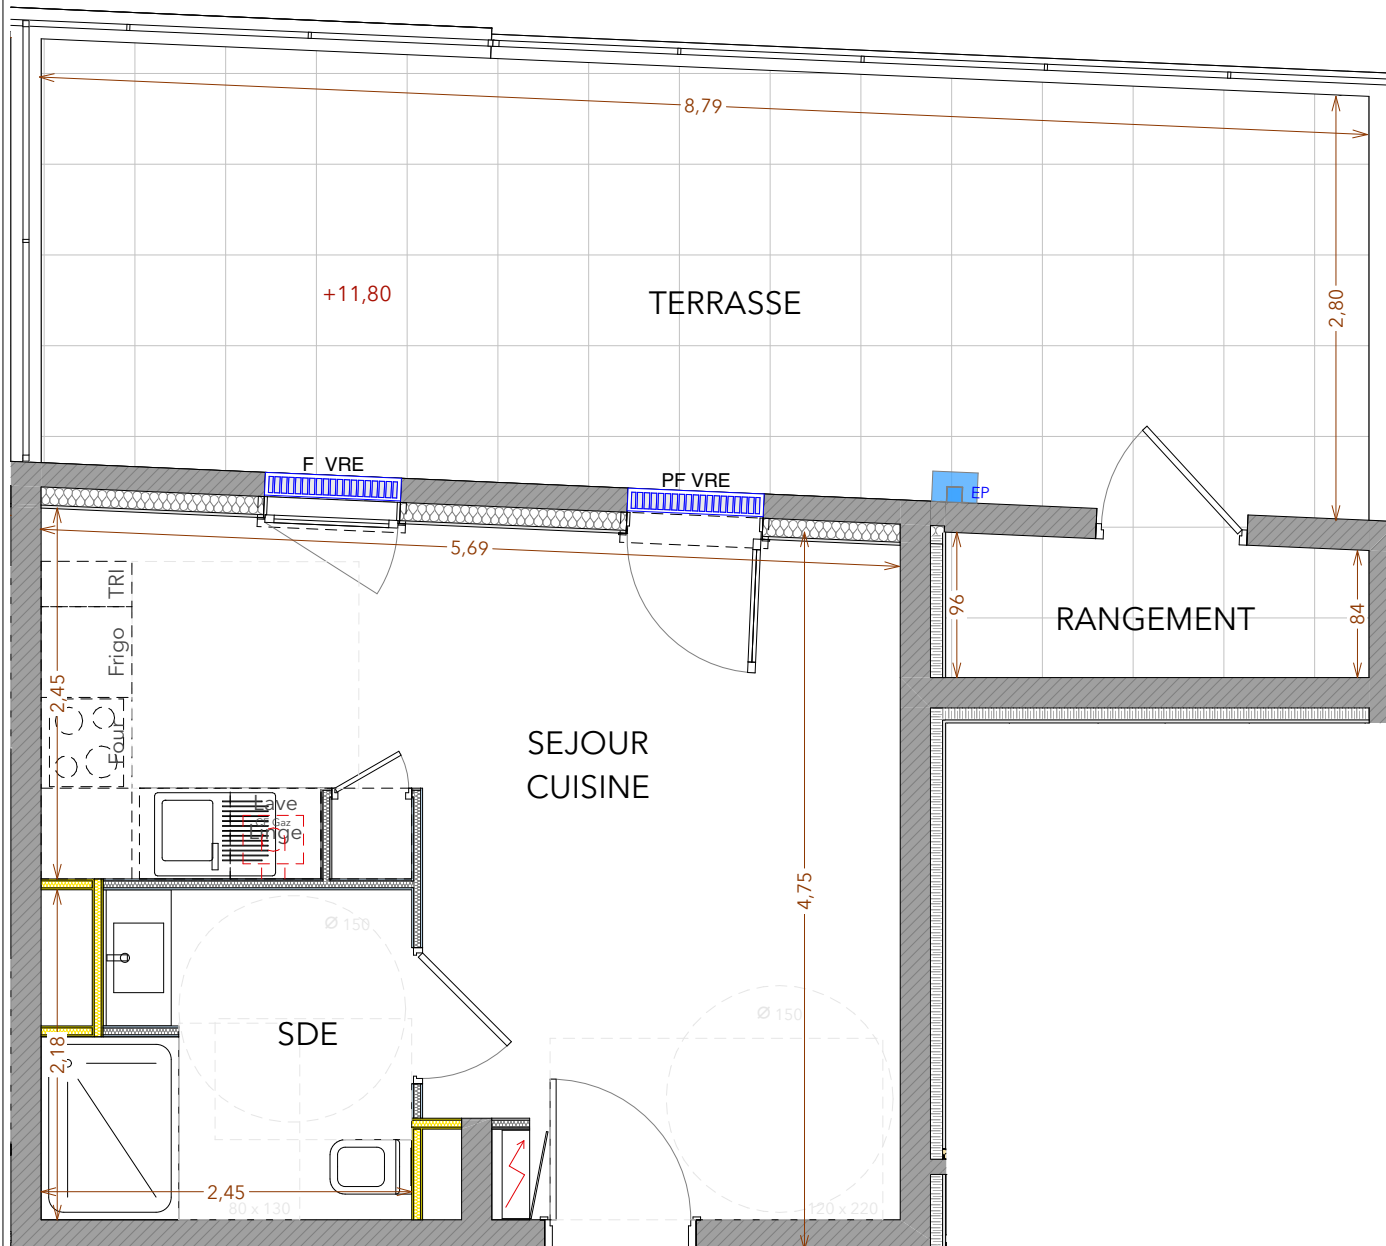 8,79
+11,80
TERRASSE
2,80
F VRE
PF VRE
EP
5,69
TRI
Frigo
Four
2,45
96
RANGEMENT
84
SEJOUR
CUISINE
Lave
Gaz
Linge
4,75
Ø 150
SDE
Ø 150
2,18
2,45
80 x 130
120 x 220